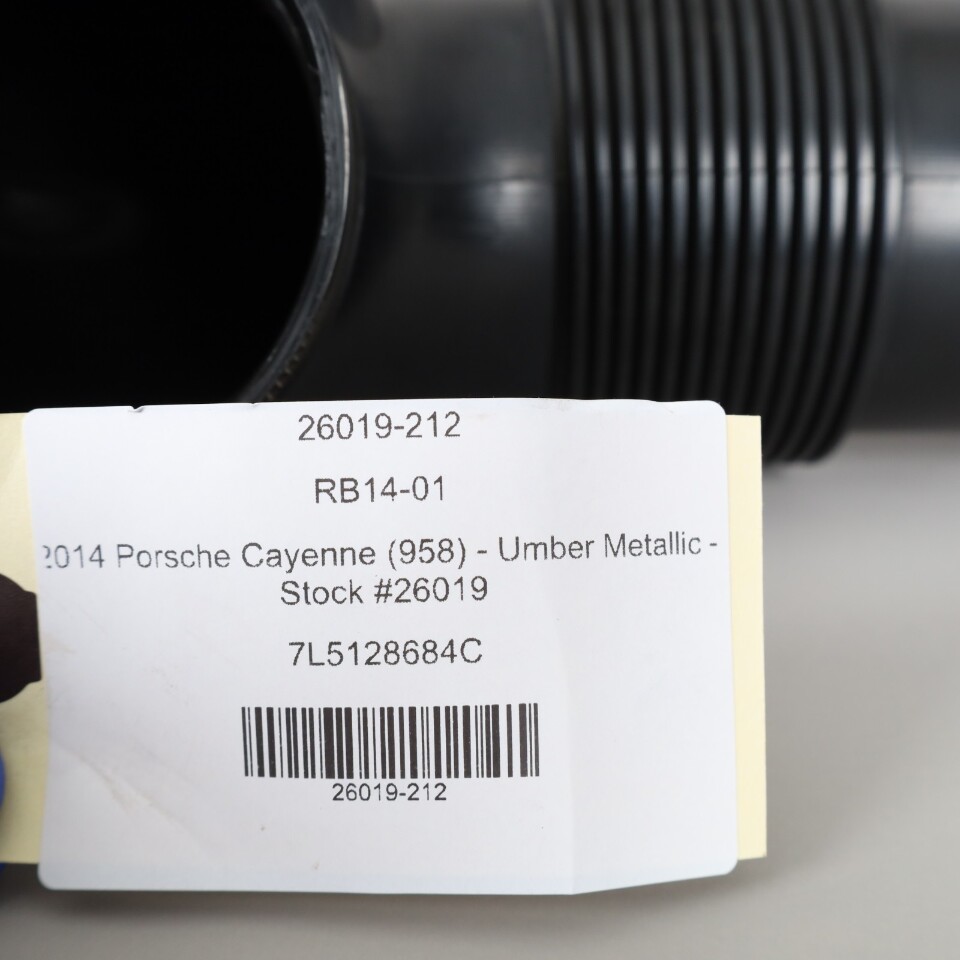 26019-212
RB14-01
2014 Porsche Cayenne (958) - Umber Metallic -
Stock #26019
7L5128684C
26019-212